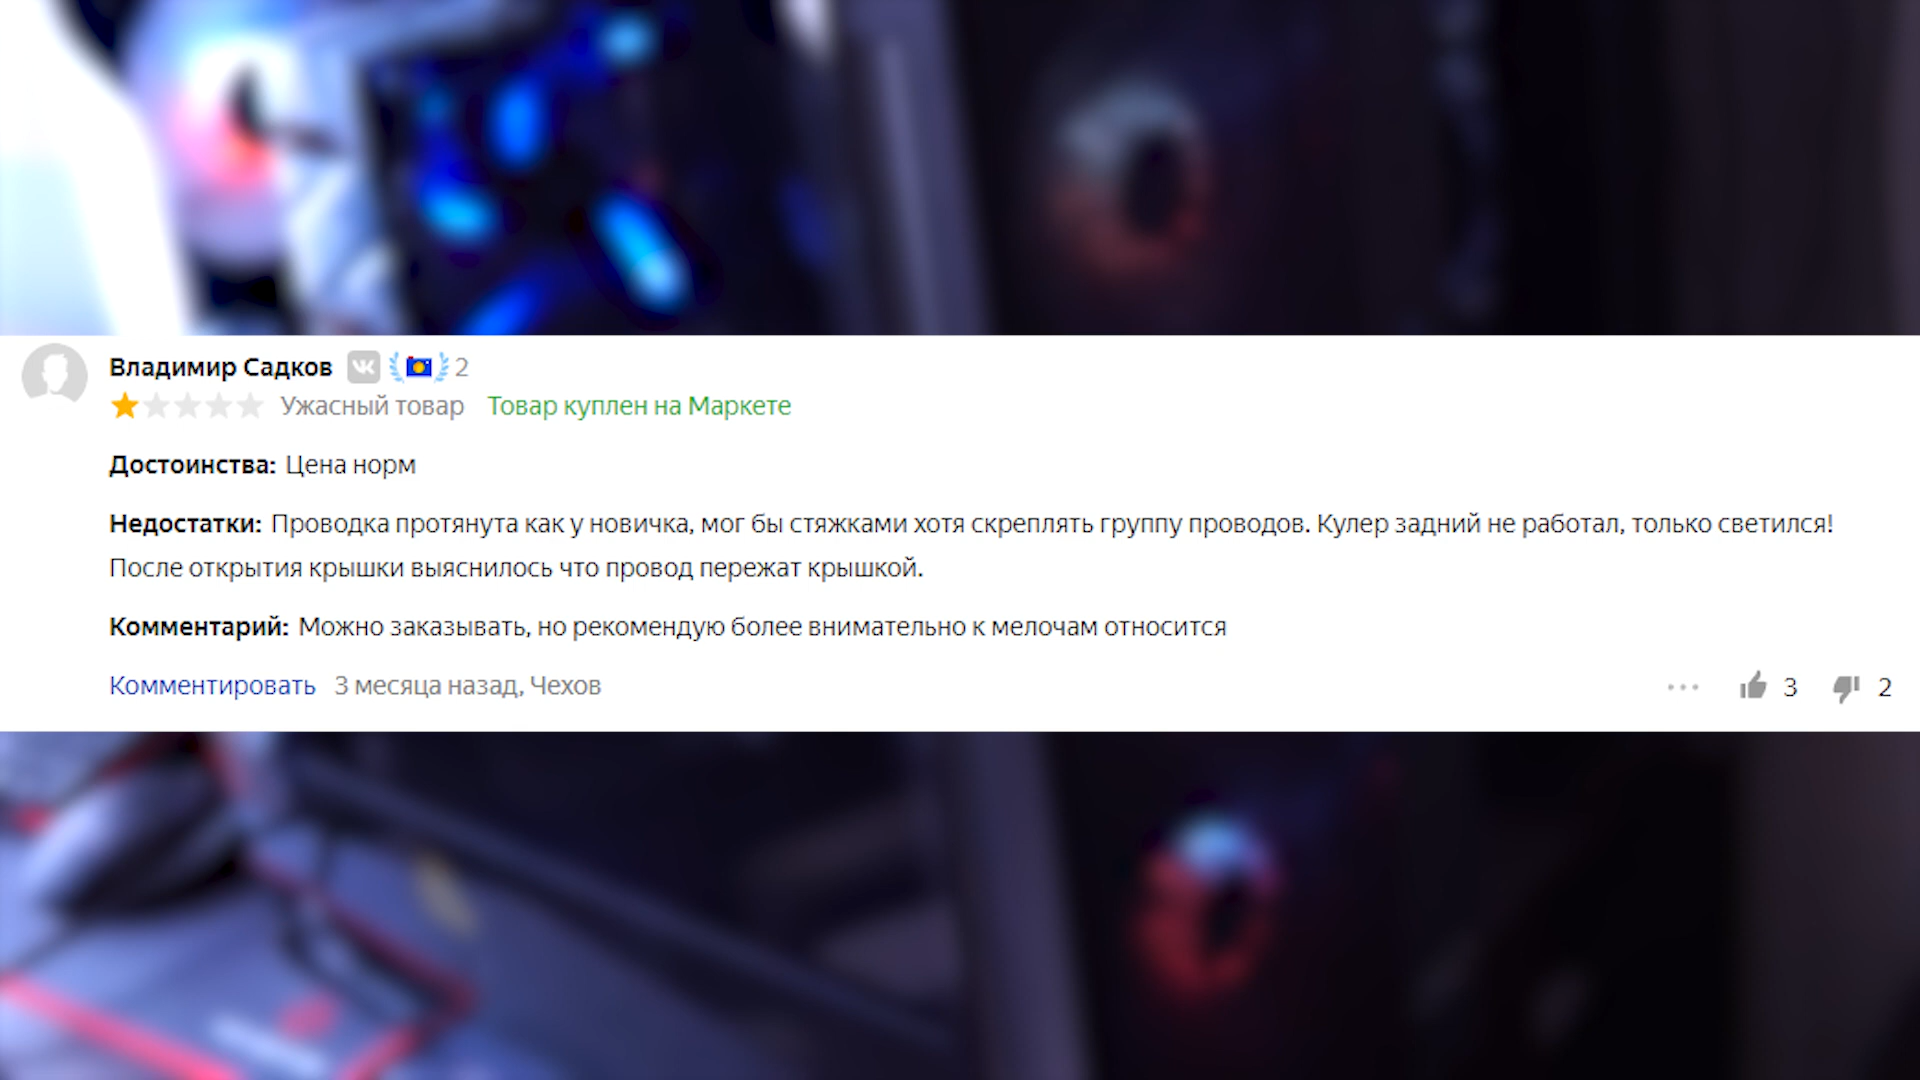 Владимир Садков 2
Ужасный товар Товар куплен на Маркете
Достоинства: Цена норм
Недостатки: Проводка протянута как у новичка, мог бы стяжками хотя скреплять группу проводов. Кулер задний не работал, только светился!
После открытия крышки выяснилось что провод пережат крышкой.
Комментарий: Можно заказывать, но рекомендую более внимательно к мелочам относится
Комментировать 3 месяца назад, Чехов 3 2